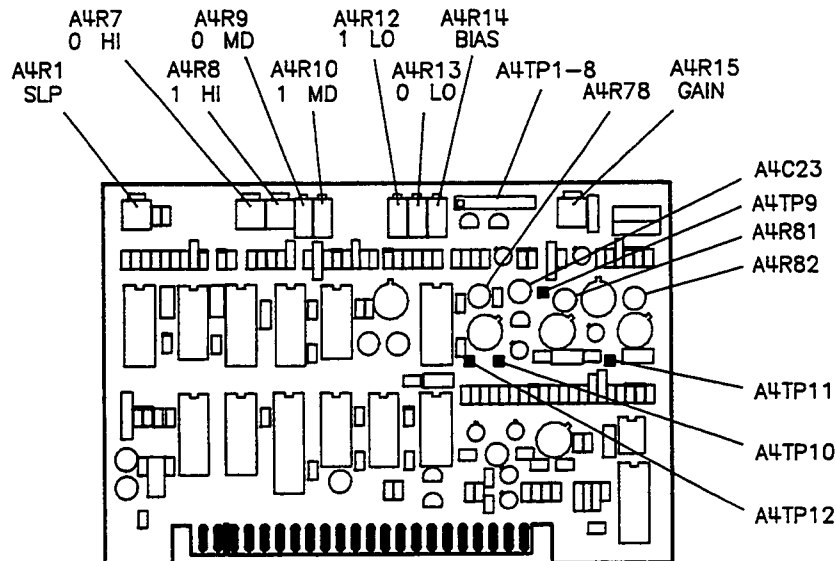 A4R7
0 HI
A4R9
0 MD
A4R12
1 LO
A4R14
BIAS
A4R1
SLP
A4R8
1 HI
A4R10
1 MD
A4R13
0 LO
A4TP1-8
A4R78
A4R15
GAIN
A4C23
A4TP9
A4R81
A4R82
A4TP11
A4TP10
A4TP12